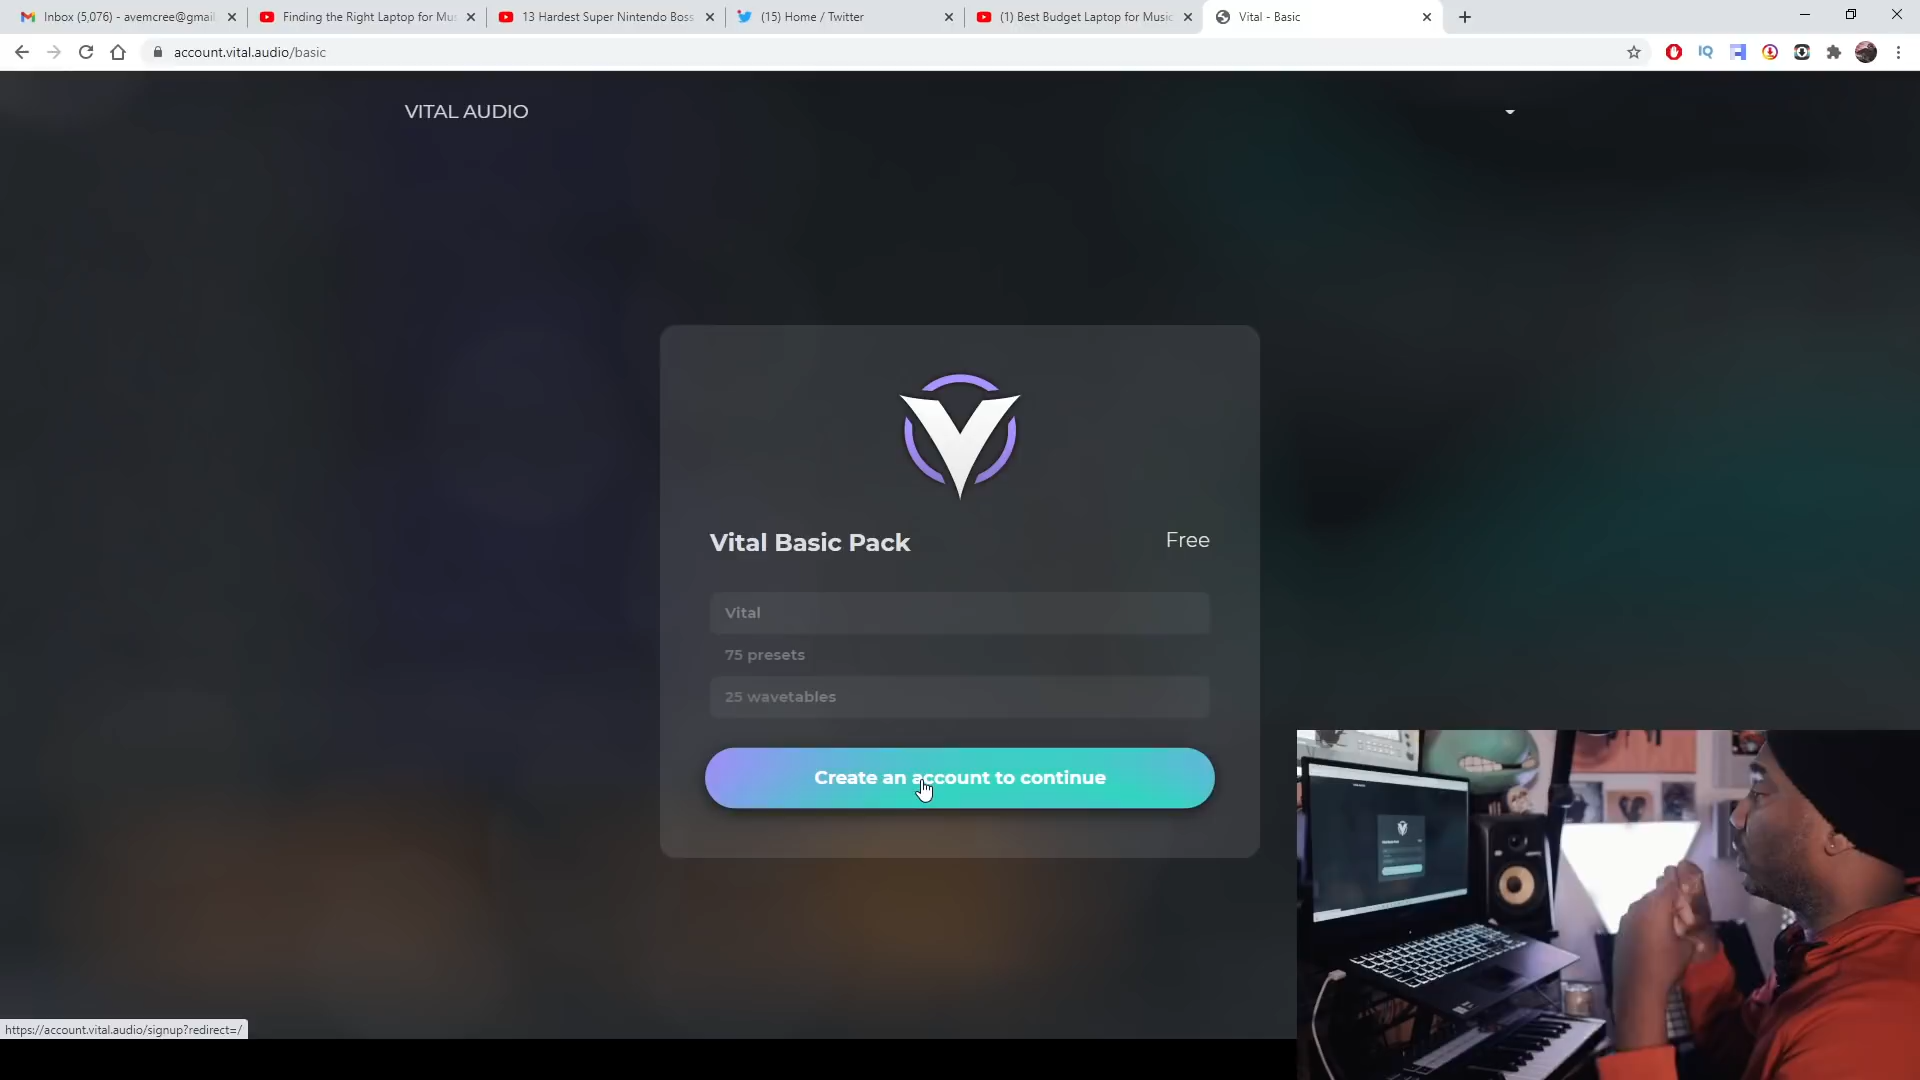 Inbox (5,076) - avemcree@gmail
Finding the Right Laptop for Mus
13 Hardest Super Nintendo Boss
(15) Home / Twitter
(1) Best Budget Laptop for Music
Vital - Basic
account.vital.audio/basic
VITAL AUDIO
Vital Basic Pack
Free
Vital
75 presets
25 wavetables
Create an account to continue
https://account.vital.audio/signup?redirect=/